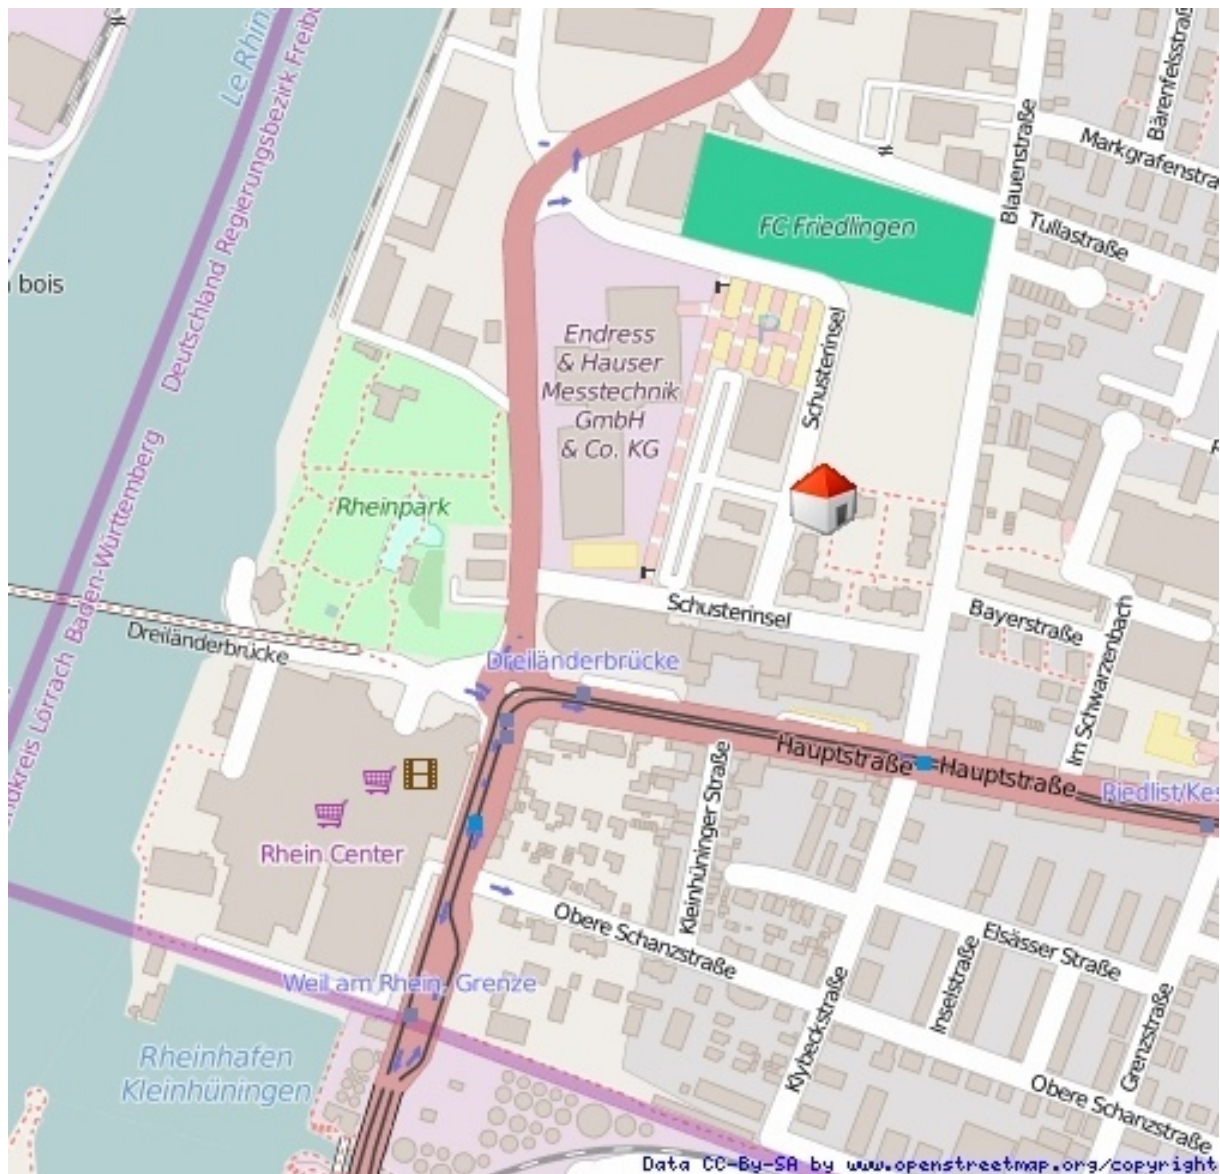 Le Rhin
Deutschland Regierungsbezirk
Bärenfelsstraß
Markgrafenstra
Blauenstraße
Tullastraße
FC Friedlingen
bois
Endress
& Hauser
Messtechnik
GmbH
& Co. KG
Schusterinsel
Baden-Württemberg
Lörrach
Rheinpark
Schusterinsel
Bayerstraße
Im Schwarzenbach
Dreiländerbrücke
Dreiländerbrücke
Hauptstraße
Hauptstraße
Riedlist/Kes
Kleinhüninger Straße
Rhein Center
Obere Schanzstraße
Elsässer Straße
Inselstraße
Klybeckstraße
Grenzstraße
Weil am Rhein, Grenze
Rheinhafen
Kleinhüningen
Obere Schanzstraße
Data CC-By-SA by www.openstreetmap.org/copyright